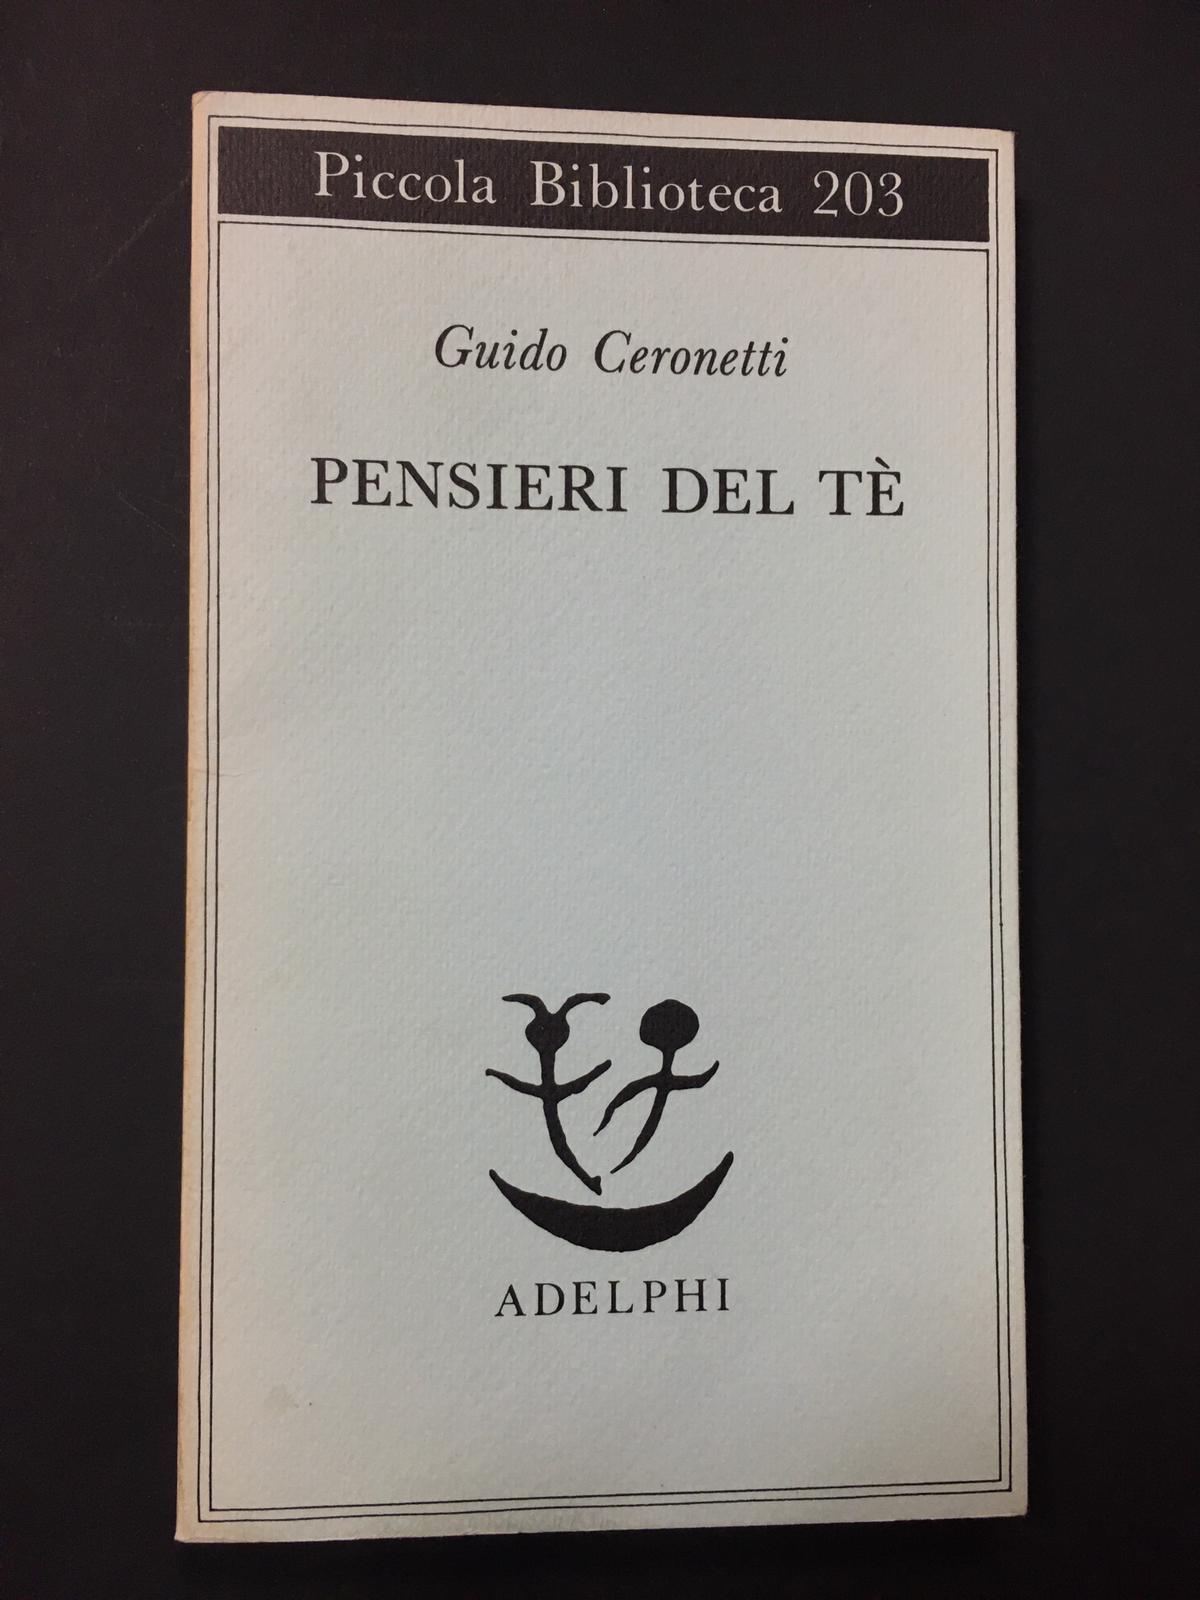 Piccola Biblioteca 203
Guido Ceronetti
PENSIERI DEL TÈ
ADELPHI